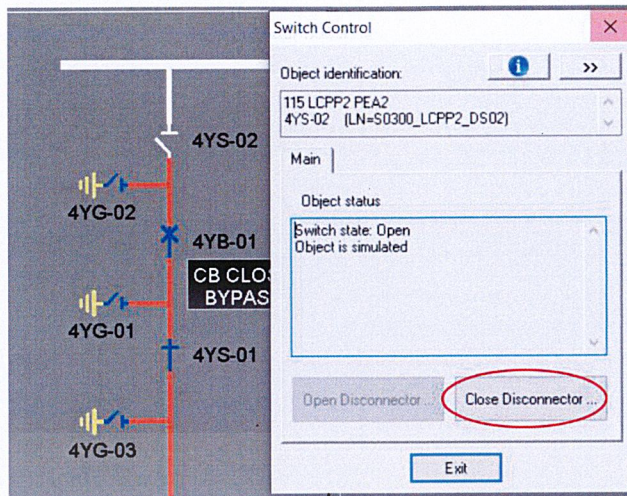 4YS-02
4YG-02
4YB-01
CB CLOS
BYPAS
4YG-01
4YS-01
4YG-03
Switch Control
Object identification:
>>
115 LCPP2 PEA2
4YS-02 (LN=S0300_LCPP2_DS02)
Main
Object status
Switch state: Open
Object is simulated
Open Disconnector ...
Close Disconnector ...
Exit